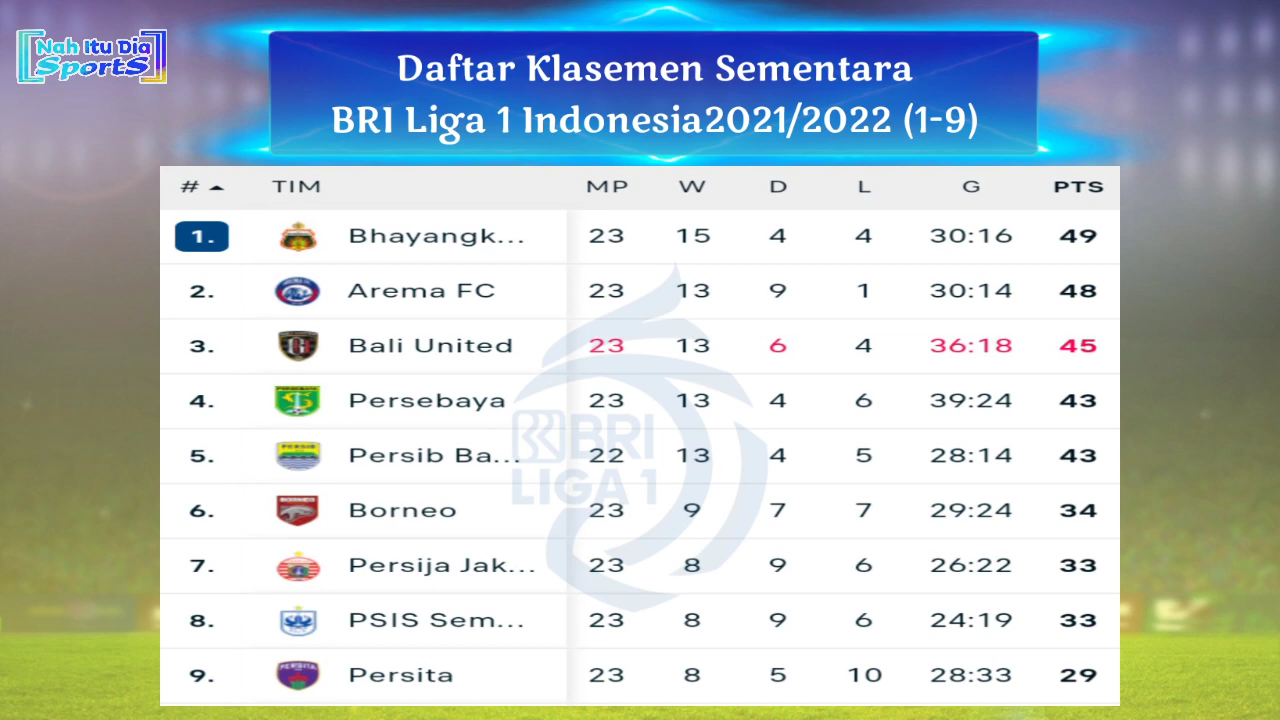 Nah Itu Dia
Sports
Daftar Klasemen Sementara
BRI Liga 1 Indonesia2021/2022 (1-9)
# TIM MP W D L G PTS
1. Bhayangk... 23 15 4 4 30:16 49
2. Arema FC 23 13 9 1 30:14 48
3. Bali United 23 13 6 4 36:18 45
4. Persebaya 23 13 4 6 39:24 43
5. Persib Ba... 22 13 4 5 28:14 43
6. Borneo 23 9 7 7 29:24 34
7. Persija Jak... 23 8 9 6 26:22 33
8. PSIS Sem... 23 8 9 6 24:19 33
9. Persita 23 8 5 10 28:33 29
BRI
LIGA 1
PERSIB
BORNEO
PERSITA